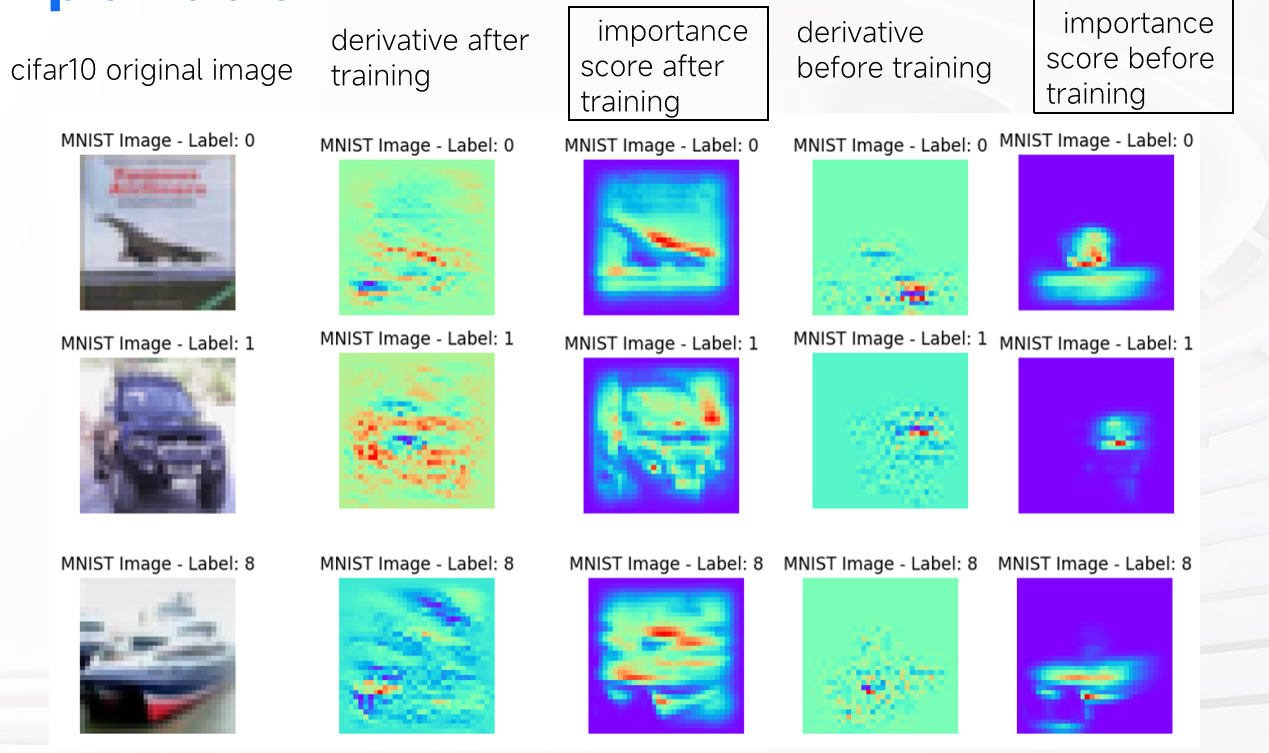 cifar10 original image
derivative after
training
importance
score after
training
derivative
before training
importance
score before
training
MNIST Image - Label: 0
MNIST Image - Label: 0
MNIST Image - Label: 0
MNIST Image - Label: 0
MNIST Image - Label: 0
MNIST Image - Label: 1
MNIST Image - Label: 1
MNIST Image - Label: 1
MNIST Image - Label: 1
MNIST Image - Label: 1
MNIST Image - Label: 8
MNIST Image - Label: 8
MNIST Image - Label: 8
MNIST Image - Label: 8
MNIST Image - Label: 8